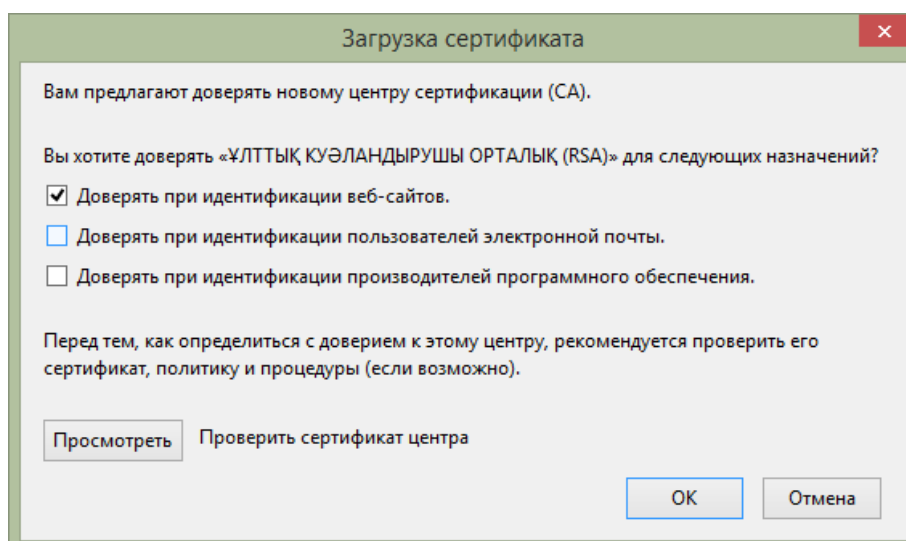 Загрузка сертификата
Вам предлагают доверять новому центру сертификации (CA).
Вы хотите доверять «ҰЛТТЫҚ КУӘЛАНДЫРУШЫ ОРТАЛЫҚ (RSA)» для следующих назначений?
Доверять при идентификации веб-сайтов.
Доверять при идентификации пользователей электронной почты.
Доверять при идентификации производителей программного обеспечения.
Перед тем, как определиться с доверием к этому центру, рекомендуется проверить его
сертификат, политику и процедуры (если возможно).
Просмотреть Проверить сертификат центра
ОК Отмена